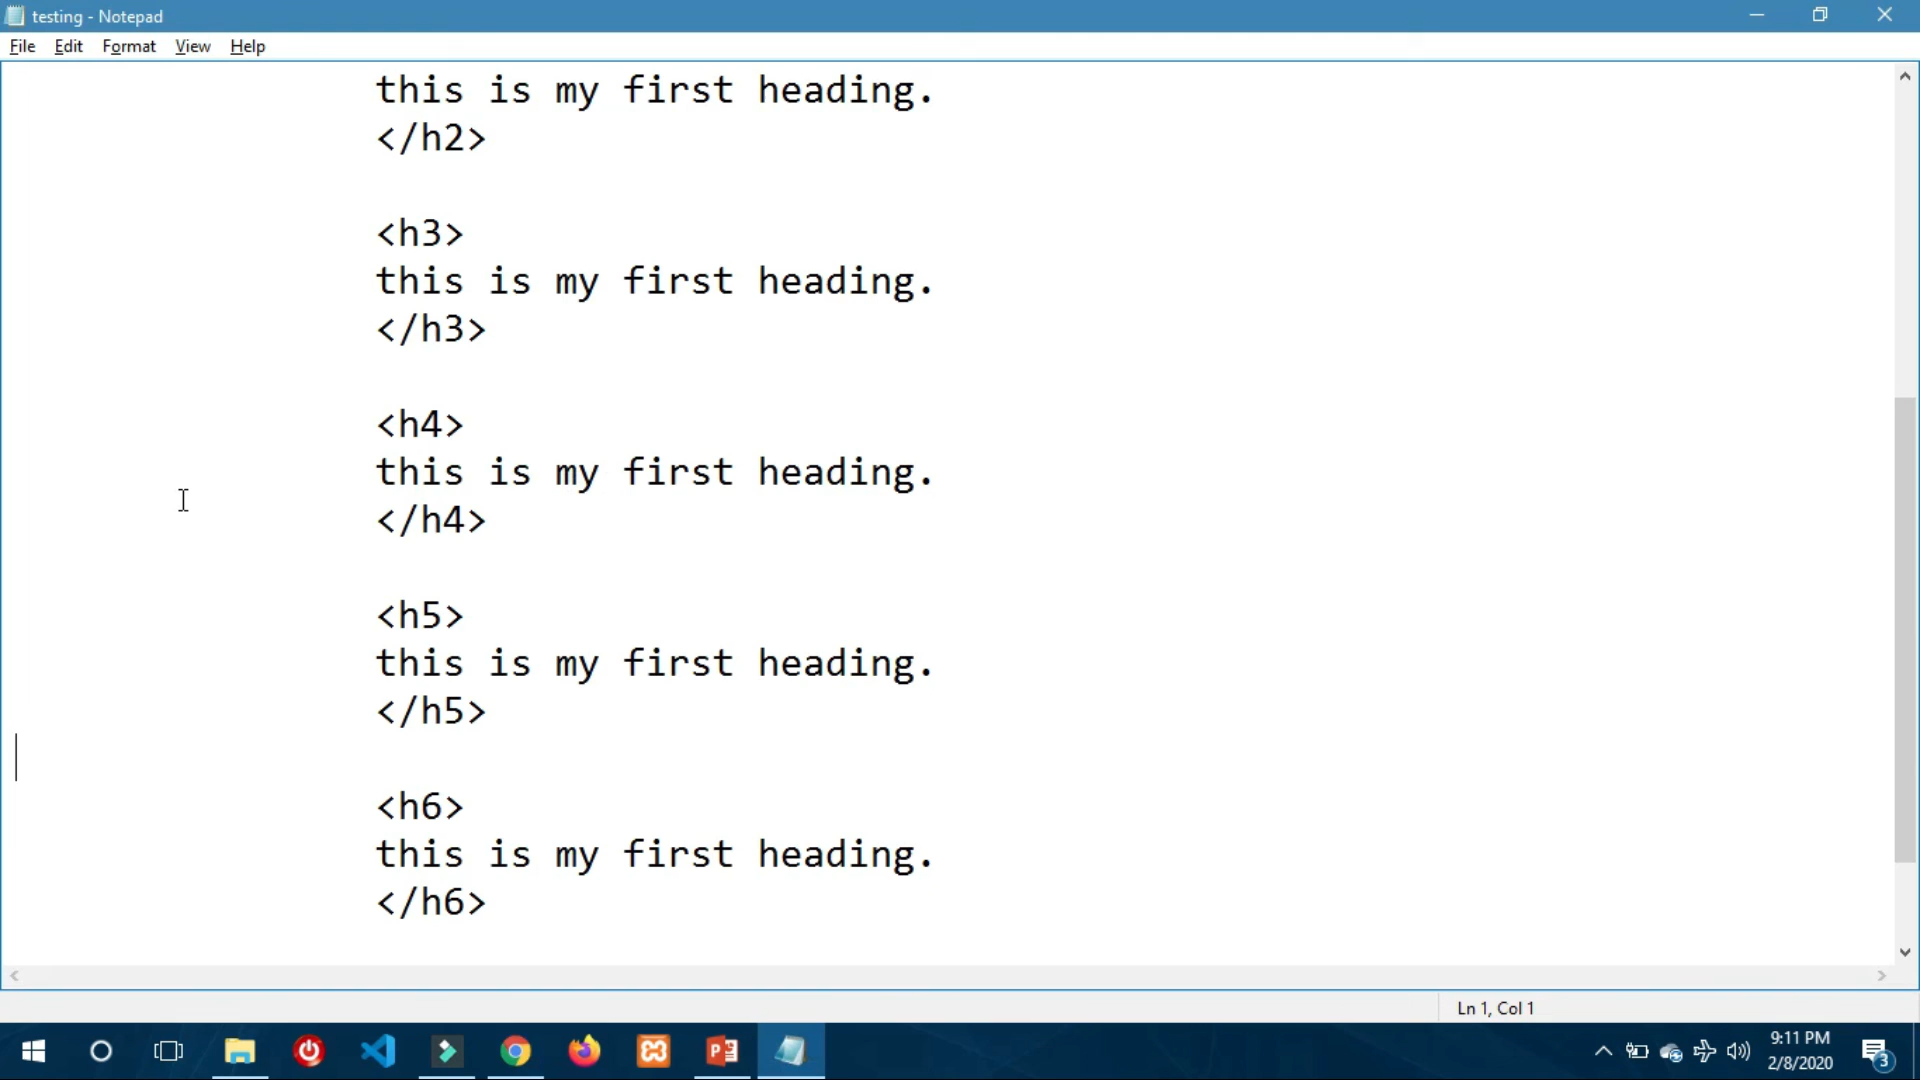 testing - Notepad
File Edit Format View Help
this is my first heading.
</h2>
<h3>
this is my first heading.
</h3>
<h4>
this is my first heading.
</h4>
<h5>
this is my first heading.
</h5>
<h6>
this is my first heading.
</h6>
Ln 1, Col 1
9:11 PM
2/8/2020
3